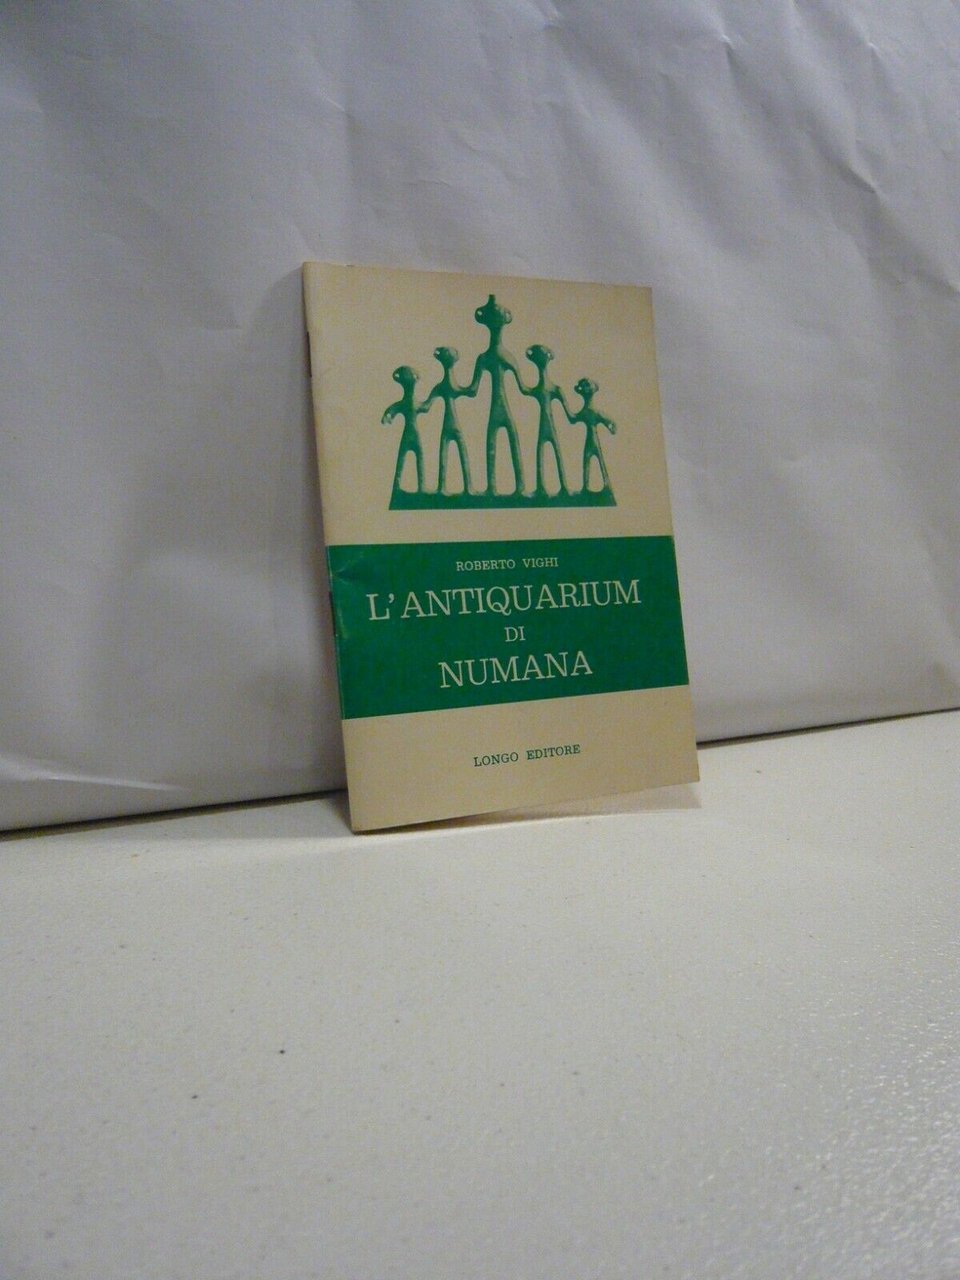 ROBERTO VIGHI
L'ANTIQUARIUM
DI
NUMANA
LONGO EDITORE